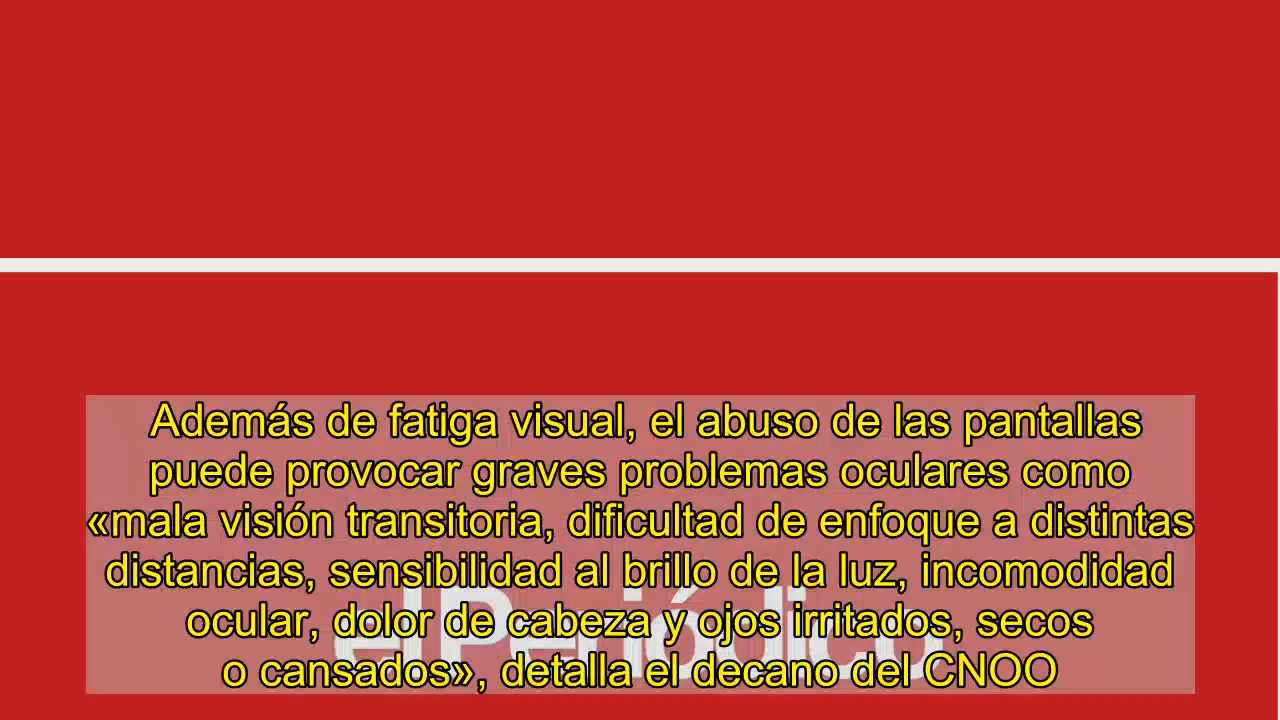 Además de fatiga visual, el abuso de las pantallas
puede provocar graves problemas oculares como
«mala visión transitoria, dificultad de enfoque a distintas
distancias, sensibilidad al brillo de la luz, incomodidad
ocular, dolor de cabeza y ojos irritados, secos
o cansados», detalla el decano del CNOO
el Periódico